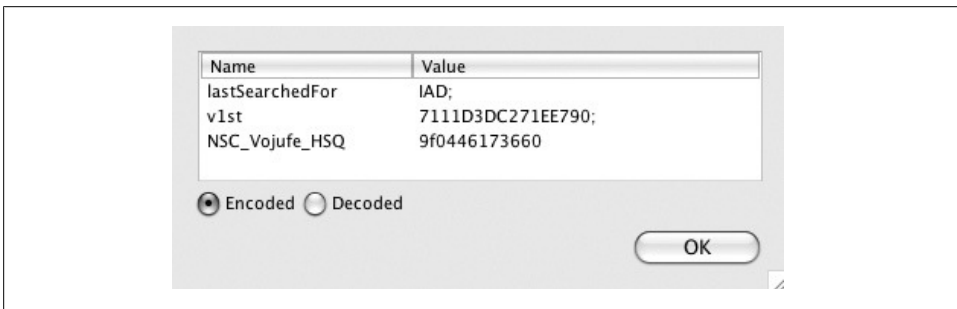 Name Value
lastSearchedFor IAD;
v1st 7111D3DC271EE790;
NSC_Vojufe_HSQ 9f0446173660
Encoded Decoded
OK